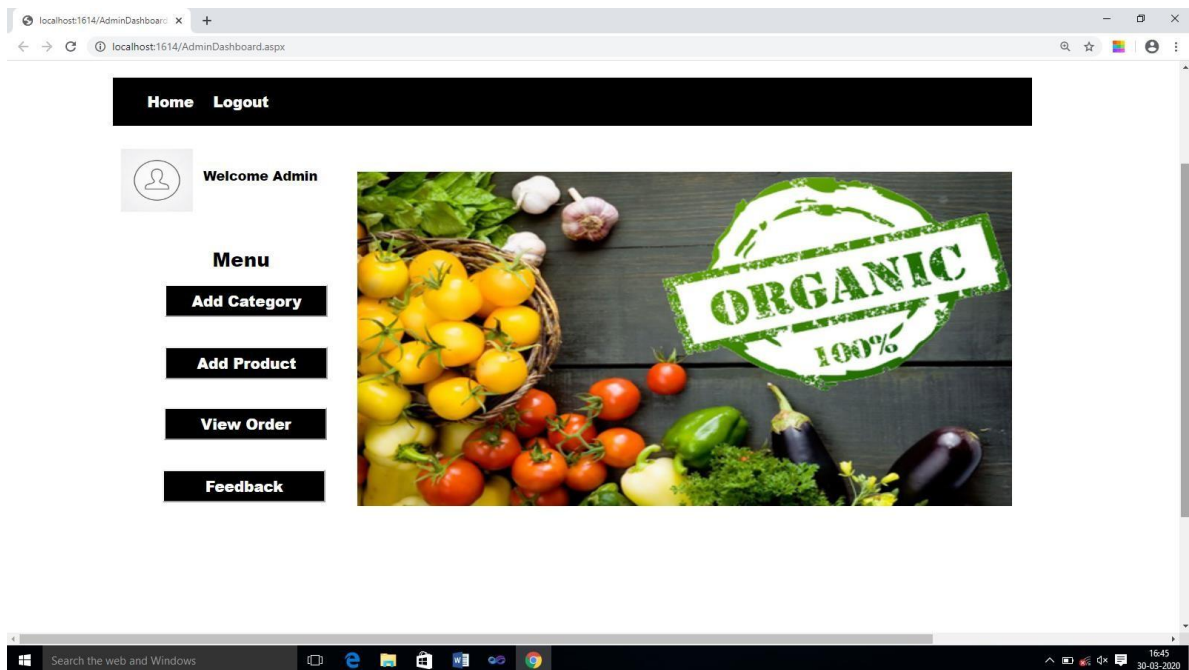 localhost:1614/AdminDashboard
localhost:1614/AdminDashboard.aspx
Home Logout
Welcome Admin
Menu
Add Category
Add Product
View Order
Feedback
ORGANIC
100%
Search the web and Windows
16:45
30-03-2020